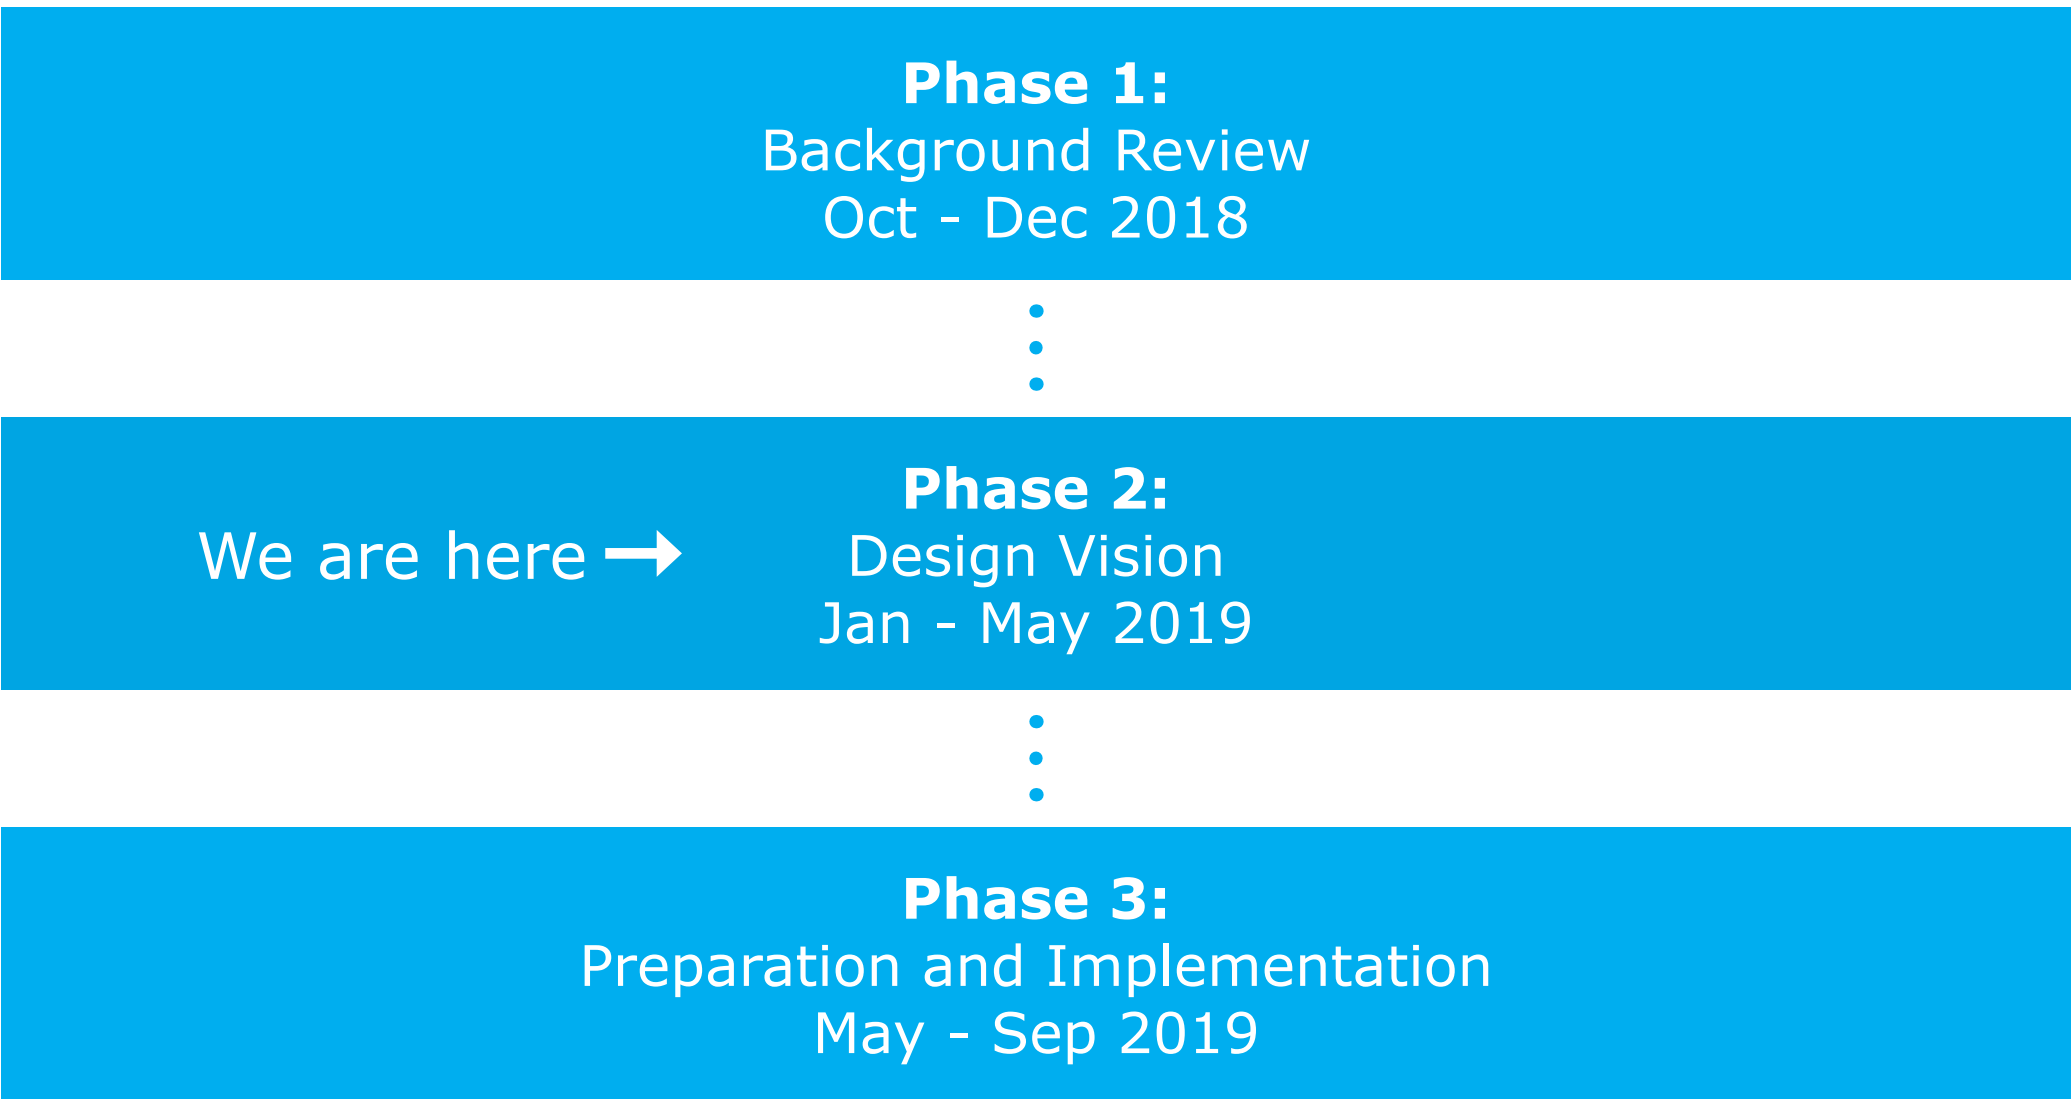 Phase 1:
Background Review
Oct - Dec 2018
Phase 2:
We are here
Design Vision
Jan - May 2019
Phase 3:
Preparation and Implementation
May - Sep 2019